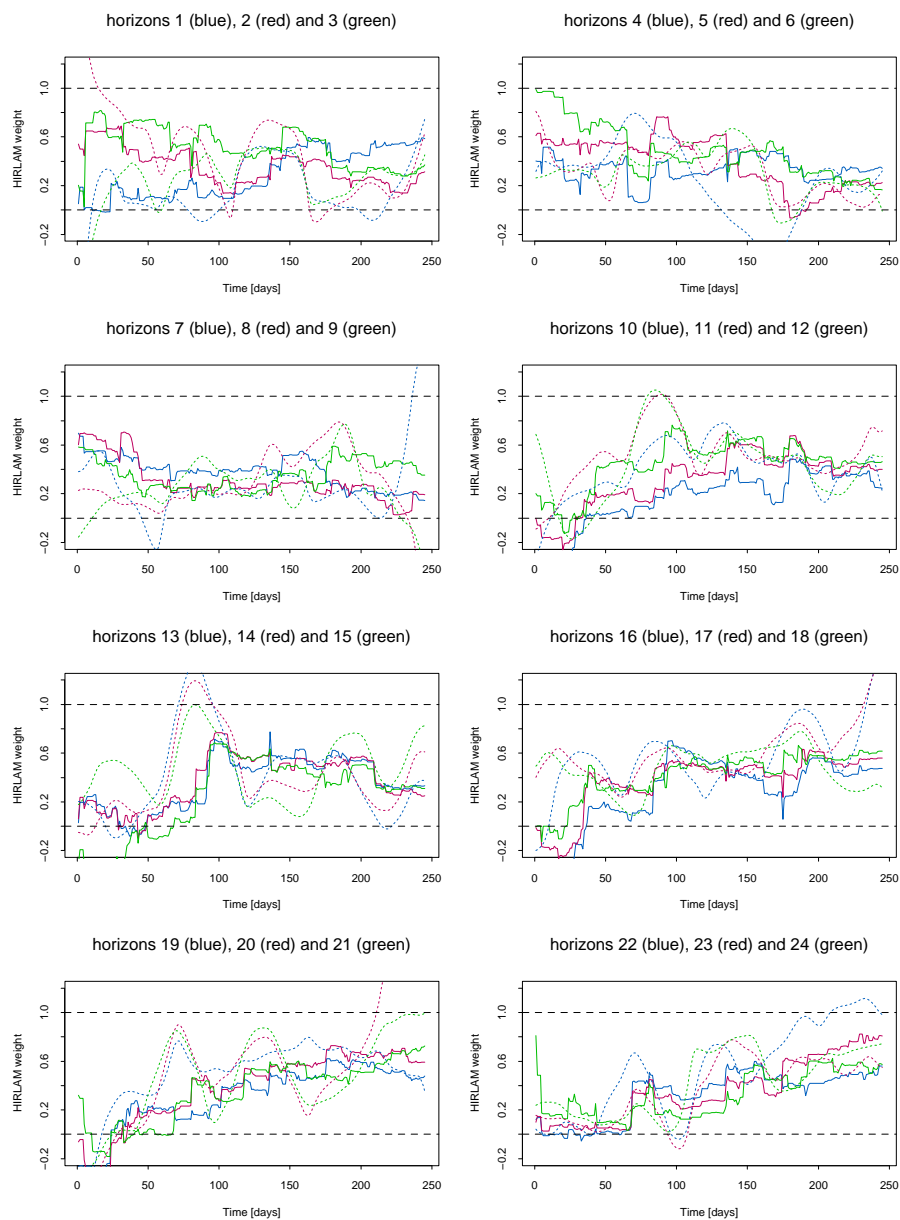 horizons 1 (blue), 2 (red) and 3 (green)
HIRLAM weight
−0.2 0.2 0.6 1.0
0 50 100 150 200 250
Time [days]
horizons 4 (blue), 5 (red) and 6 (green)
HIRLAM weight
−0.2 0.2 0.6 1.0
0 50 100 150 200 250
Time [days]
horizons 7 (blue), 8 (red) and 9 (green)
HIRLAM weight
−0.2 0.2 0.6 1.0
0 50 100 150 200 250
Time [days]
horizons 10 (blue), 11 (red) and 12 (green)
HIRLAM weight
−0.2 0.2 0.6 1.0
0 50 100 150 200 250
Time [days]
horizons 13 (blue), 14 (red) and 15 (green)
HIRLAM weight
−0.2 0.2 0.6 1.0
0 50 100 150 200 250
Time [days]
horizons 16 (blue), 17 (red) and 18 (green)
HIRLAM weight
−0.2 0.2 0.6 1.0
0 50 100 150 200 250
Time [days]
horizons 19 (blue), 20 (red) and 21 (green)
HIRLAM weight
−0.2 0.2 0.6 1.0
0 50 100 150 200 250
Time [days]
horizons 22 (blue), 23 (red) and 24 (green)
HIRLAM weight
−0.2 0.2 0.6 1.0
0 50 100 150 200 250
Time [days]